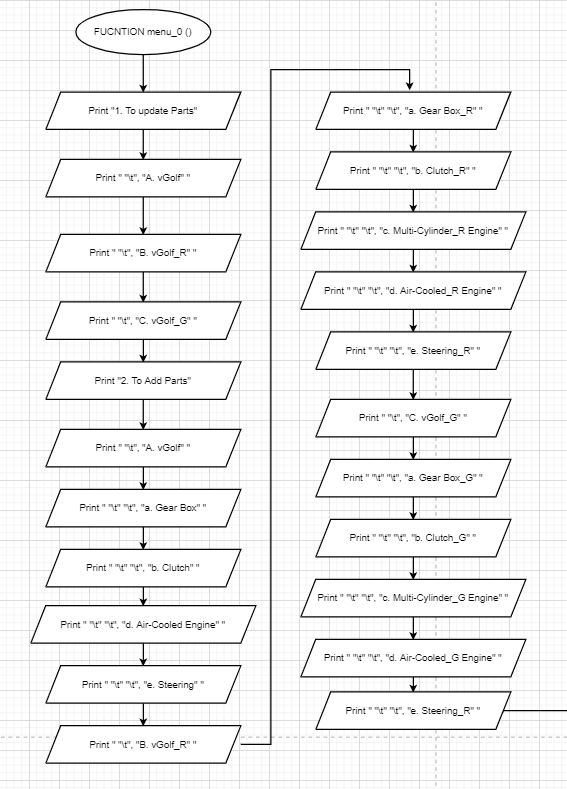 FUCNTION menu_0 ()
Print "1. To update Parts"
Print " "\t", "A. vGolf" "
Print " "\t", "B. vGolf_R" "
Print " "\t", "C. vGolf_G" "
Print "2. To Add Parts"
Print " "\t", "A. vGolf" "
Print " "\t" "\t", "a. Gear Box" "
Print " "\t" "\t", "b. Clutch" "
Print " "\t" "\t", "d. Air-Cooled Engine" "
Print " "\t" "\t", "e. Steering" "
Print " "\t", "B. vGolf_R" "
Print " "\t" "\t", "a. Gear Box_R" "
Print " "\t" "\t", "b. Clutch_R" "
Print " "\t" "\t", "c. Multi-Cylinder_R Engine" "
Print " "\t" "\t", "d. Air-Cooled_R Engine" "
Print " "\t" "\t", "e. Steering_R" "
Print " "\t", "C. vGolf_G" "
Print " "\t" "\t", "a. Gear Box_G" "
Print " "\t" "\t", "b. Clutch_G" "
Print " "\t" "\t", "c. Multi-Cylinder_G Engine" "
Print " "\t" "\t", "d. Air-Cooled_G Engine" "
Print " "\t" "\t", "e. Steering_R" "